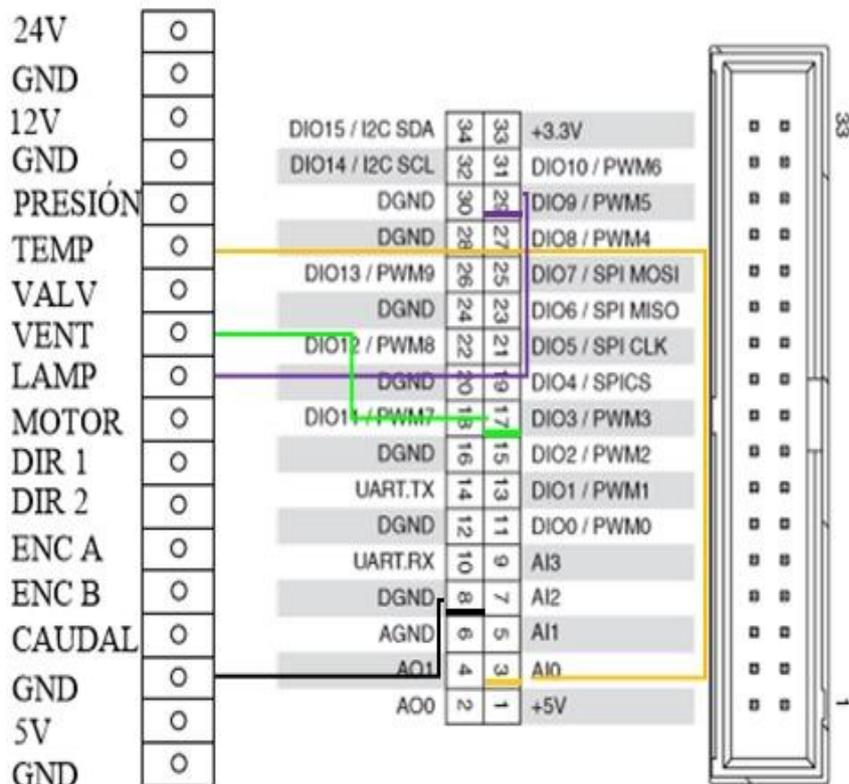 24V
GND
12V
GND
PRESIÓN
TEMP
VALV
VENT
LAMP
MOTOR
DIR 1
DIR 2
ENC A
ENC B
CAUDAL
GND
5V
GND
DIO15 / I2C SDA 34 33 +3.3V
DIO14 / I2C SCL 32 31 DIO10 / PWM6
DGND 30 29 DIO9 / PWM5
DGND 28 27 DIO8 / PWM4
DIO13 / PWM9 26 25 DIO7 / SPI MOSI
DGND 24 23 DIO6 / SPI MISO
DIO12 / PWM8 22 21 DIO5 / SPI CLK
DGND 20 19 DIO4 / SPICS
DIO11 / PWM7 18 17 DIO3 / PWM3
DGND 16 15 DIO2 / PWM2
UART.TX 14 13 DIO1 / PWM1
DGND 12 11 DIO0 / PWM0
UART.RX 10 9 AI3
DGND 8 7 AI2
AGND 6 5 AI1
AO1 4 3 AI0
AO0 2 1 +5V
33
1